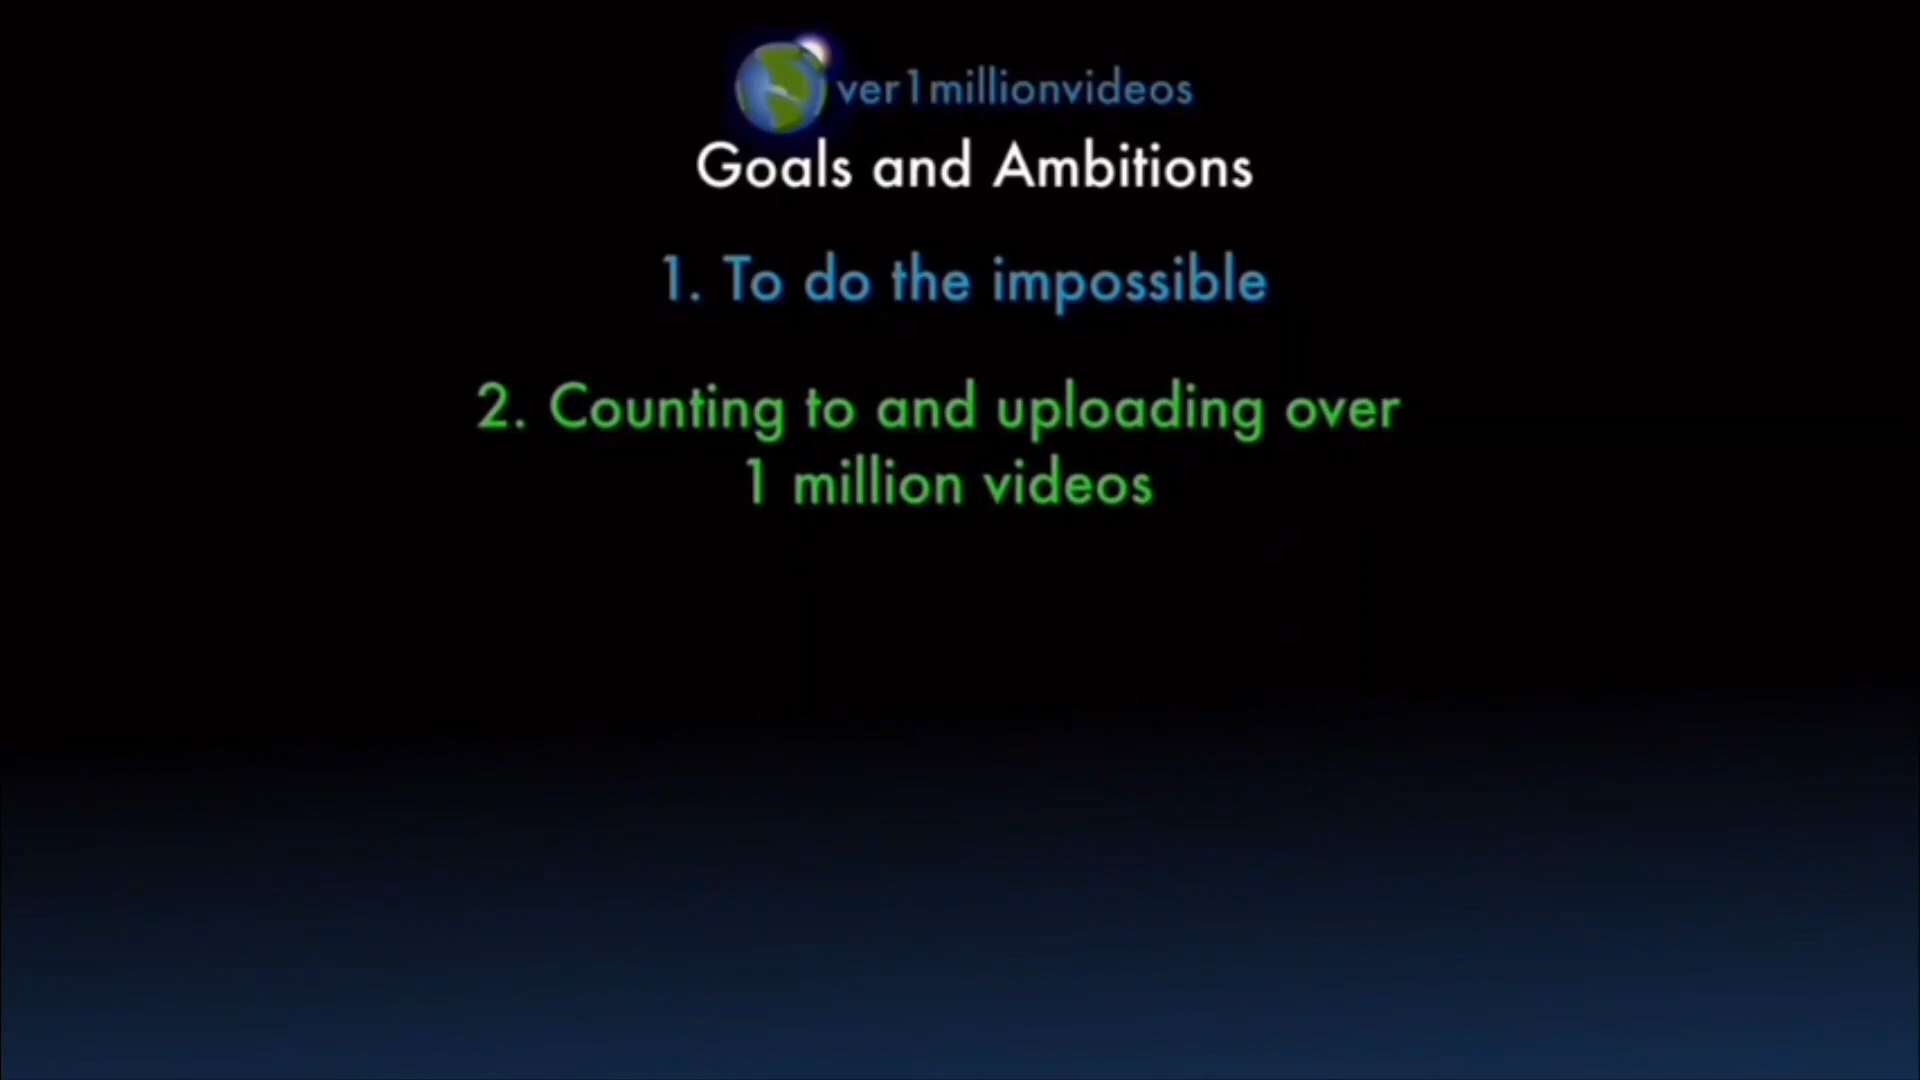 ver1millionvideos
Goals and Ambitions
1. To do the impossible
2. Counting to and uploading over
1 million videos